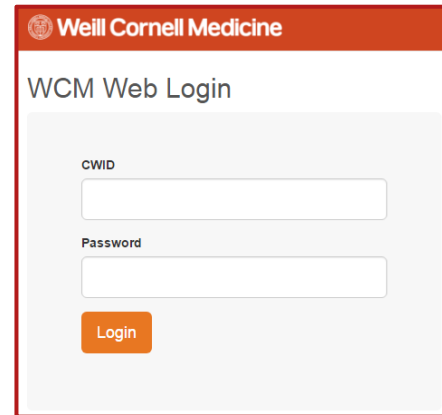 Weill Cornell Medicine
WCM Web Login
CWID
Password
Login